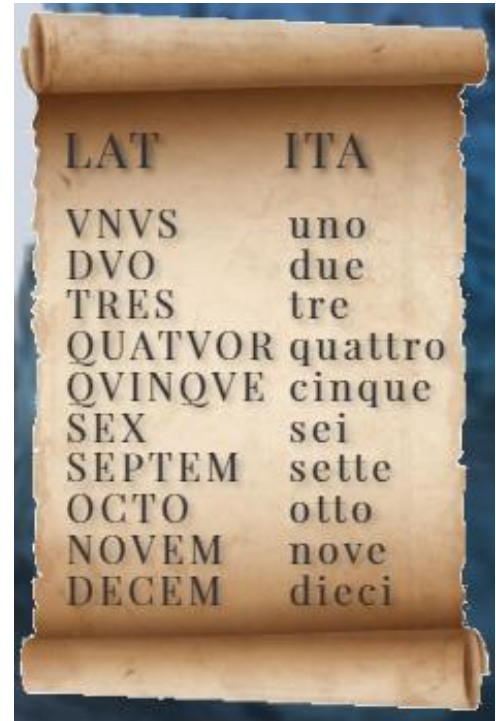 LAT ITA
VNVS uno
DVO due
TRES tre
QUATVOR quattro
QVINQVE cinque
SEX sei
SEPTEM sette
OCTO otto
NOVEM nove
DECEM dieci